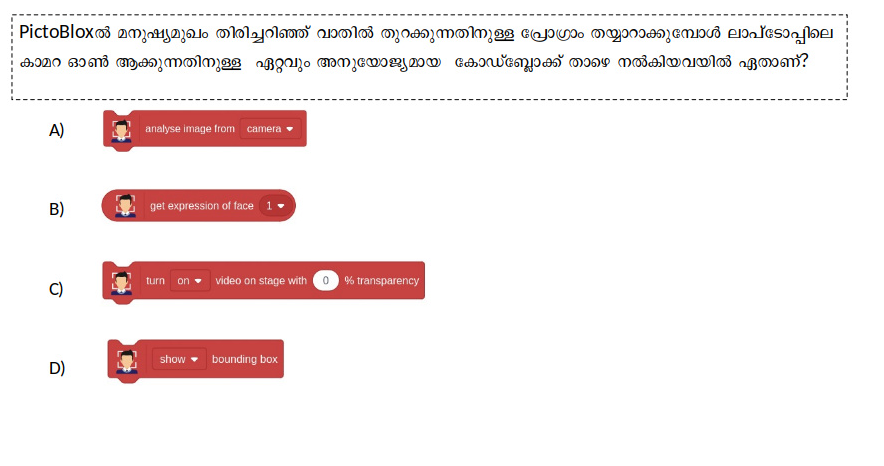 PictoBloxൽ മനുഷ്യമുഖം തിരിച്ചറിഞ്ഞ് വാതിൽ തുറക്കുന്നതിനുള്ള പ്രോഗ്രാം തയ്യാറാക്കുമ്പോൾ ലാപ്ടോപ്പിലെ
കാമറ ഓൺ ആക്കുന്നതിനുള്ള ഏറ്റവും അനുയോജ്യമായ കോഡ്ബ്ലോക്ക് താഴെ നൽകിയവയിൽ ഏതാണ്?
A) analyse image from camera
B) get expression of face 1
C) turn on video on stage with 0 % transparency
D) show bounding box